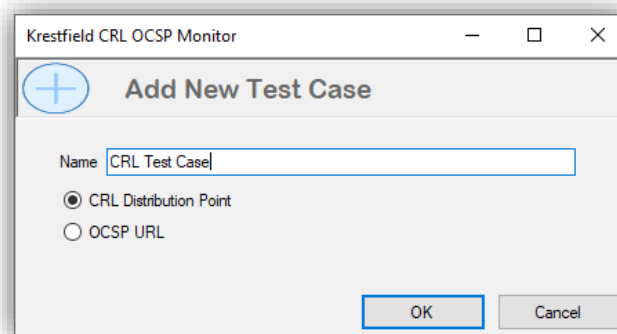 Krestfield CRL OCSP Monitor
Add New Test Case
Name CRL Test Case
CRL Distribution Point
OCSP URL
OK Cancel